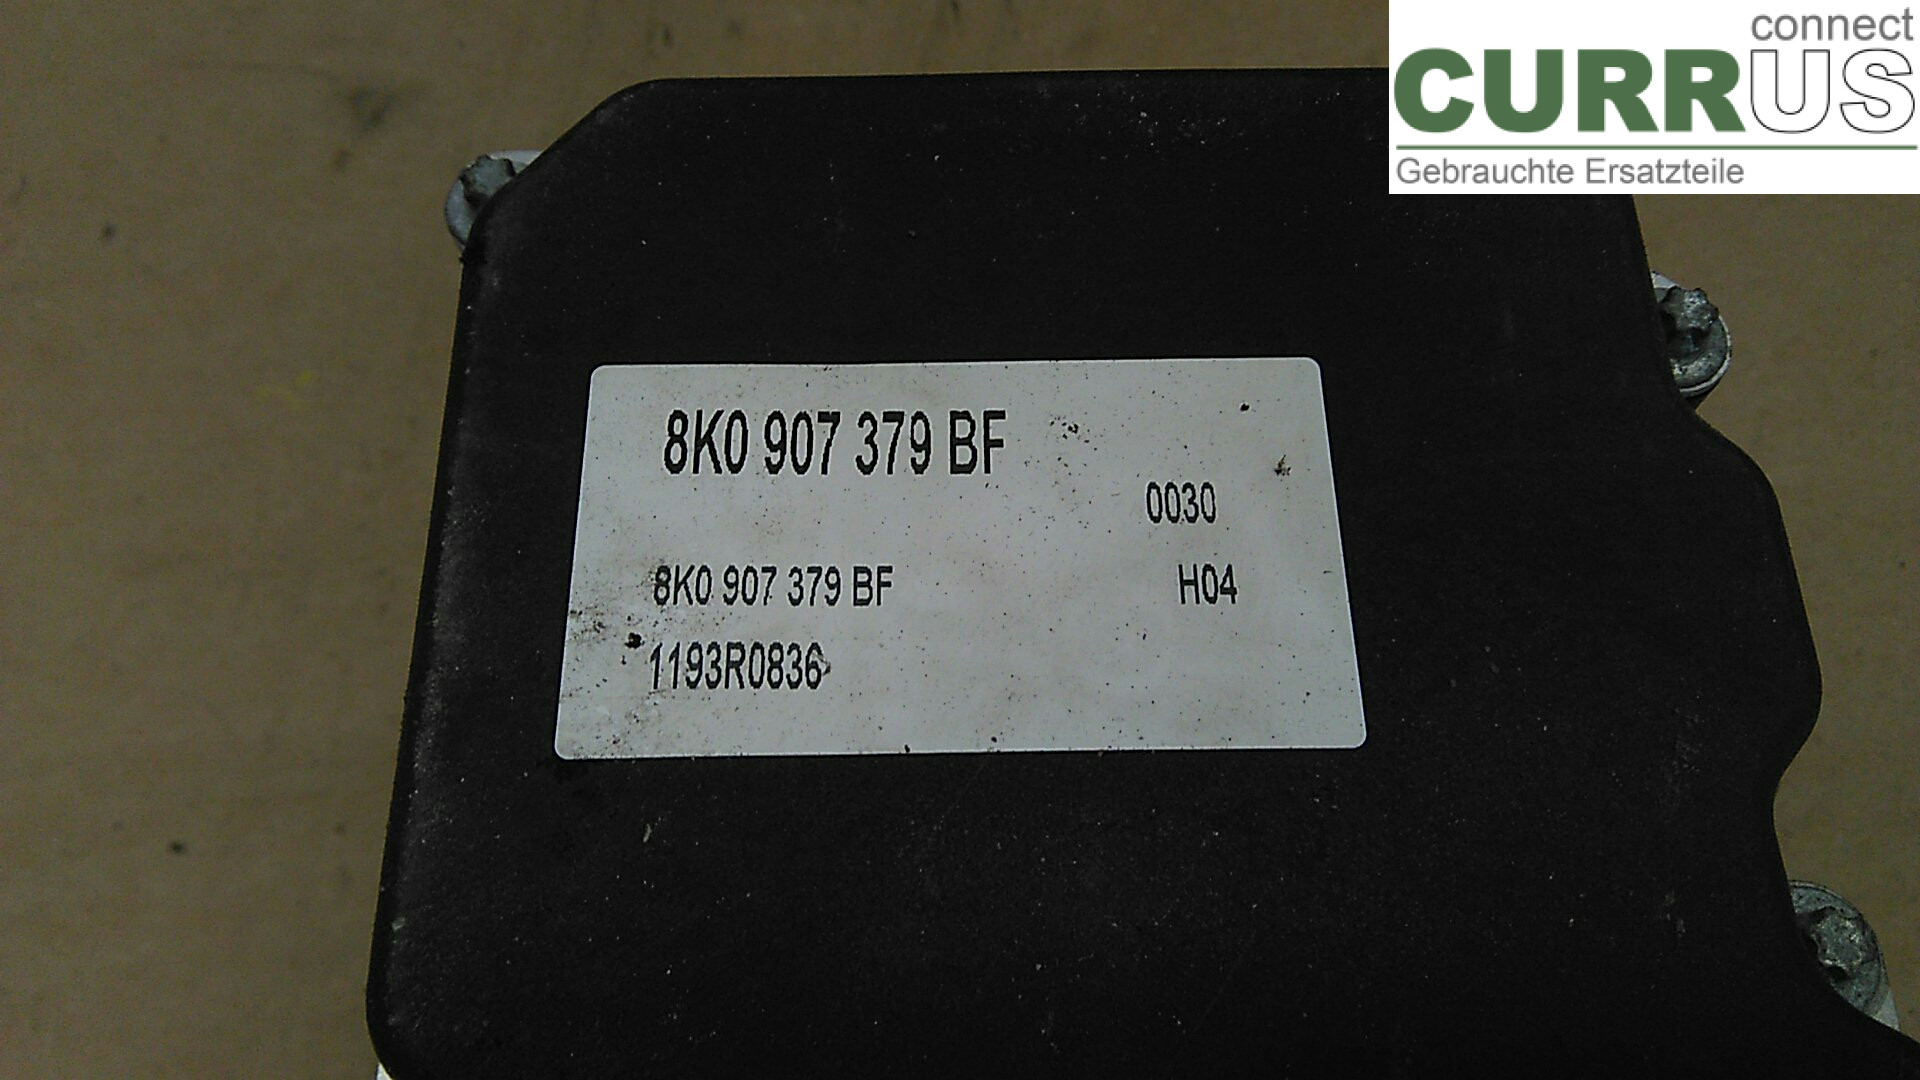 connect
CURRUS
Gebrauchte Ersatzteile
8K0 907 379 BF
0030
8K0 907 379 BF H04
1193R0836